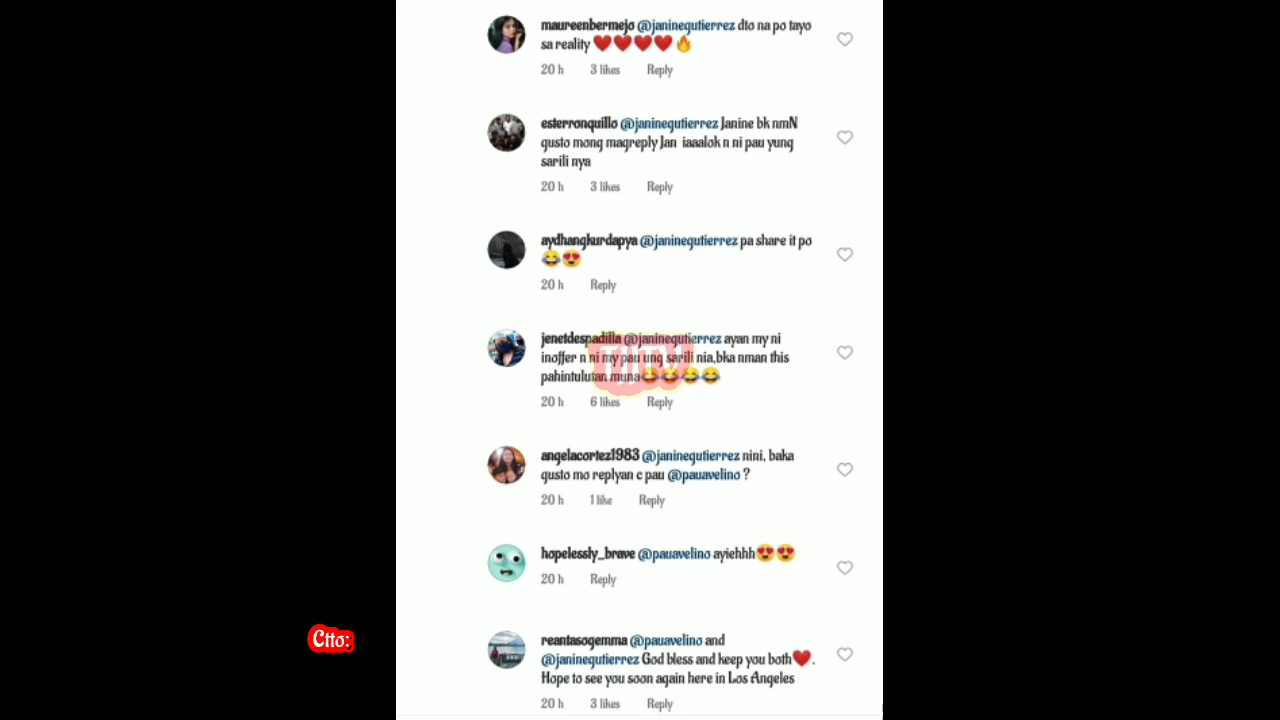 maureenbermejo @janinegutierrez dto na po tayo
sa reality ❤️❤️❤️❤️🔥
20 h 3 likes Reply
esterronquillo @janinegutierrez Janine bk nmN
gusto mong magreply Jan iaaalok n ni pau yung
sarili nya
20 h 3 likes Reply
aydhangkurdapya @janinegutierrez pa share it po
😂😍
20 h Reply
jenetdespadilla @janinegutierrez ayan my ni
inoffer n ni my pau ung sarili nia,bka nman this
pahintulutan muna😂😂😂😂
20 h 6 likes Reply
angelacortez1983 @janinegutierrez nini, baka
gusto mo replyan c pau @pauavelino ?
20 h 1 like Reply
hopelessly_brave @pauavelino ayiehhh😍😍
20 h Reply
Ctto:
reantasogemma @pauavelino and
@janinegutierrez God bless and keep you both❤️.
Hope to see you soon again here in Los Angeles
20 h 3 likes Reply